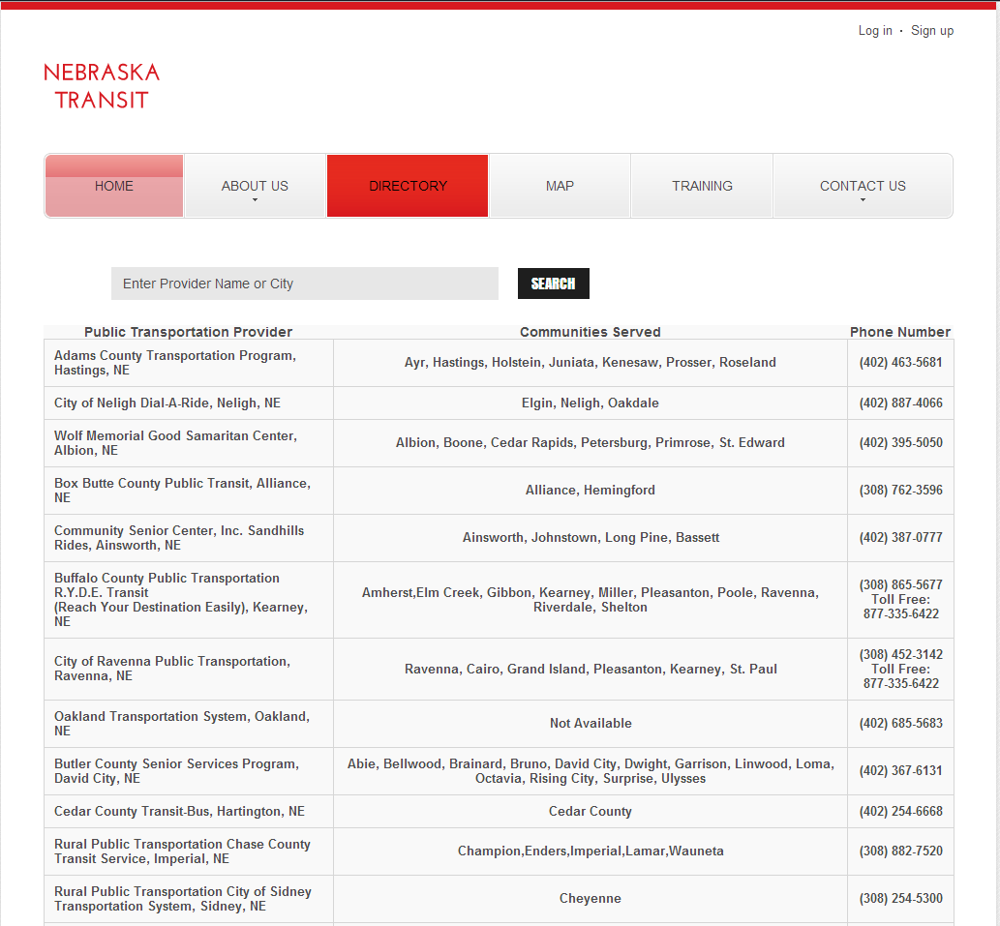 Log in · Sign up
NEBRASKA
TRANSIT
HOME ABOUT US DIRECTORY MAP TRAINING CONTACT US
Enter Provider Name or City SEARCH
Public Transportation Provider Communities Served Phone Number
Adams County Transportation Program,
Hastings, NE
Ayr, Hastings, Holstein, Juniata, Kenesaw, Prosser, Roseland
(402) 463-5681
City of Neligh Dial-A-Ride, Neligh, NE
Elgin, Neligh, Oakdale
(402) 887-4066
Wolf Memorial Good Samaritan Center,
Albion, NE
Albion, Boone, Cedar Rapids, Petersburg, Primrose, St. Edward
(402) 395-5050
Box Butte County Public Transit, Alliance,
NE
Alliance, Hemingford
(308) 762-3596
Community Senior Center, Inc. Sandhills
Rides, Ainsworth, NE
Ainsworth, Johnstown, Long Pine, Bassett
(402) 387-0777
Buffalo County Public Transportation
R.Y.D.E. Transit
(Reach Your Destination Easily), Kearney,
NE
Amherst,Elm Creek, Gibbon, Kearney, Miller, Pleasanton, Poole, Ravenna,
Riverdale, Shelton
(308) 865-5677
Toll Free:
877-335-6422
City of Ravenna Public Transportation,
Ravenna, NE
Ravenna, Cairo, Grand Island, Pleasanton, Kearney, St. Paul
(308) 452-3142
Toll Free:
877-335-6422
Oakland Transportation System, Oakland,
NE
Not Available
(402) 685-5683
Butler County Senior Services Program,
David City, NE
Abie, Bellwood, Brainard, Bruno, David City, Dwight, Garrison, Linwood, Loma,
Octavia, Rising City, Surprise, Ulysses
(402) 367-6131
Cedar County Transit-Bus, Hartington, NE
Cedar County
(402) 254-6668
Rural Public Transportation Chase County
Transit Service, Imperial, NE
Champion,Enders,Imperial,Lamar,Wauneta
(308) 882-7520
Rural Public Transportation City of Sidney
Transportation System, Sidney, NE
Cheyenne
(308) 254-5300